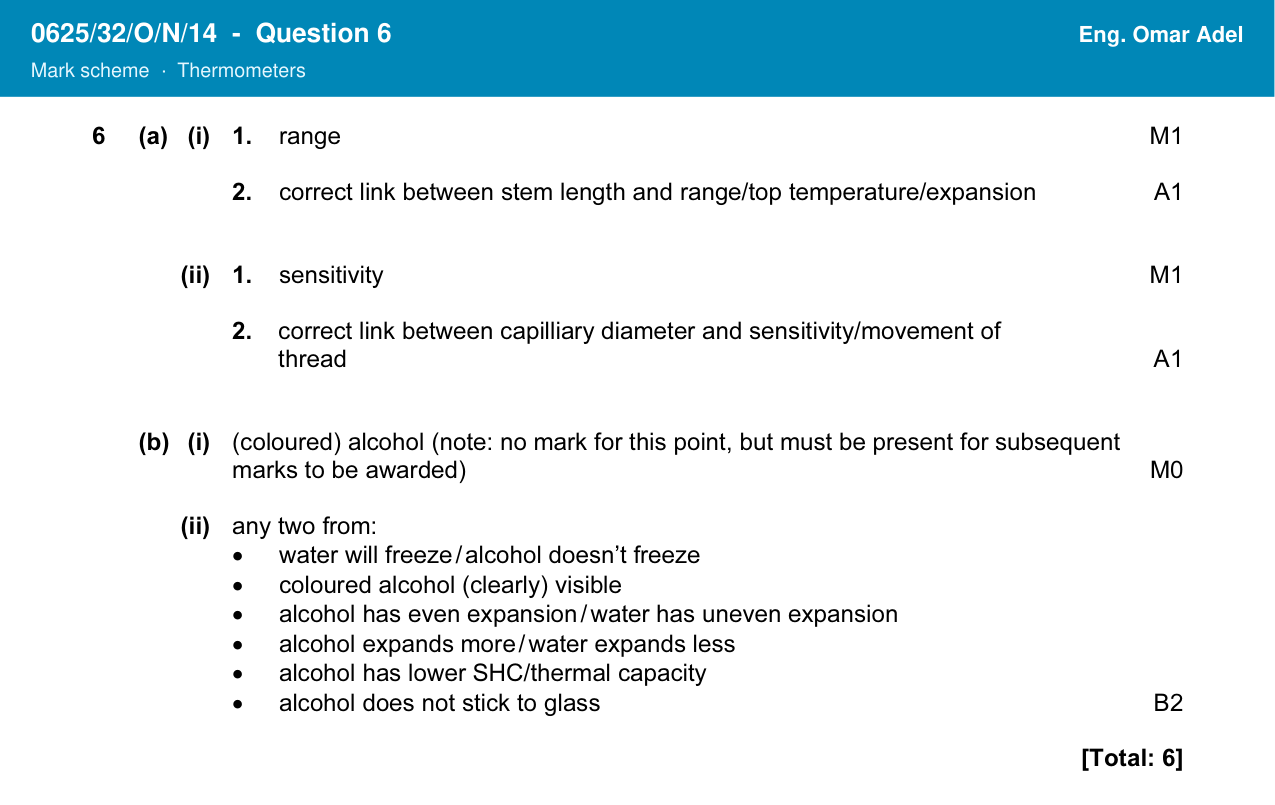 0625/32/O/N/14 - Question 6
Eng. Omar Adel
Mark scheme · Thermometers
6 (a) (i) 1. range M1
2. correct link between stem length and range/top temperature/expansion A1
(ii) 1. sensitivity M1
2. correct link between capilliary diameter and sensitivity/movement of
thread A1
(b) (i) (coloured) alcohol (note: no mark for this point, but must be present for subsequent
marks to be awarded) M0
(ii) any two from:
• water will freeze/alcohol doesn't freeze
• coloured alcohol (clearly) visible
• alcohol has even expansion/water has uneven expansion
• alcohol expands more/water expands less
• alcohol has lower SHC/thermal capacity
• alcohol does not stick to glass B2
[Total: 6]